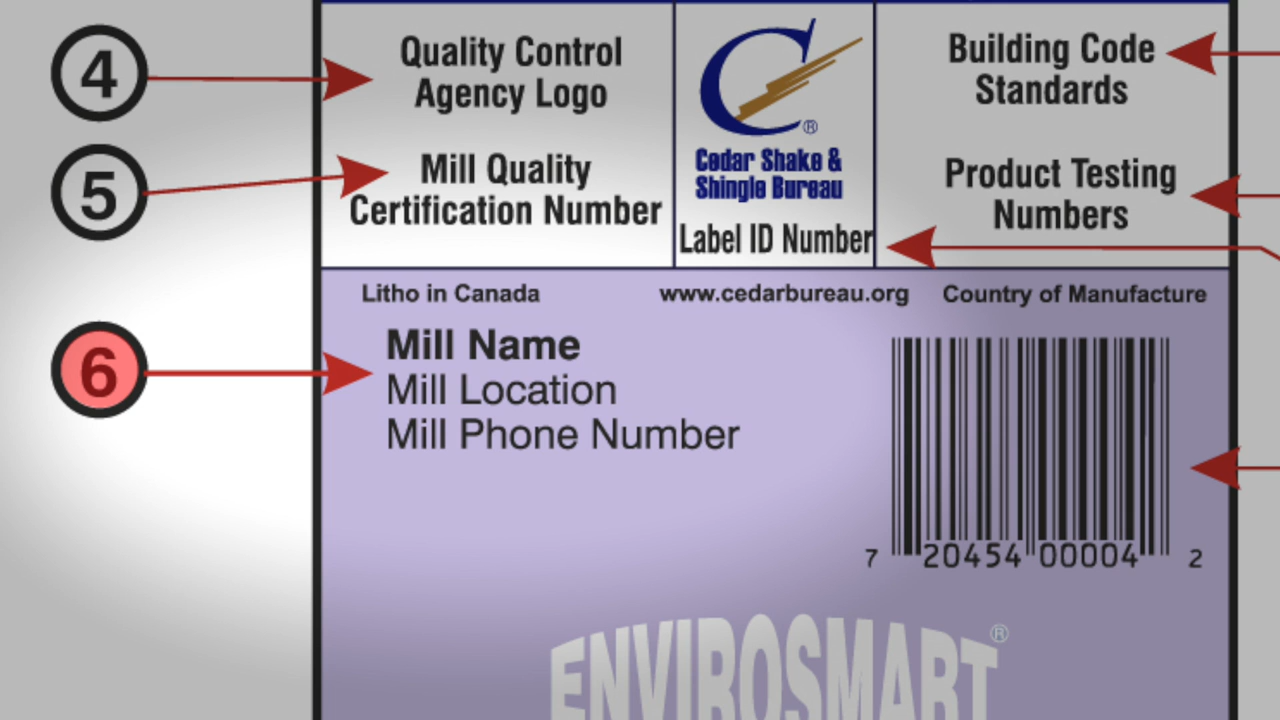 4
Quality Control
Agency Logo
5
Mill Quality
Certification Number
®
Cedar Shake &
Shingle Bureau
Label ID Number
Building Code
Standards
Product Testing
Numbers
Litho in Canada
www.cedarbureau.org
Country of Manufacture
6
Mill Name
Mill Location
Mill Phone Number
7 20454 00004 2
ENVIROSMART ®